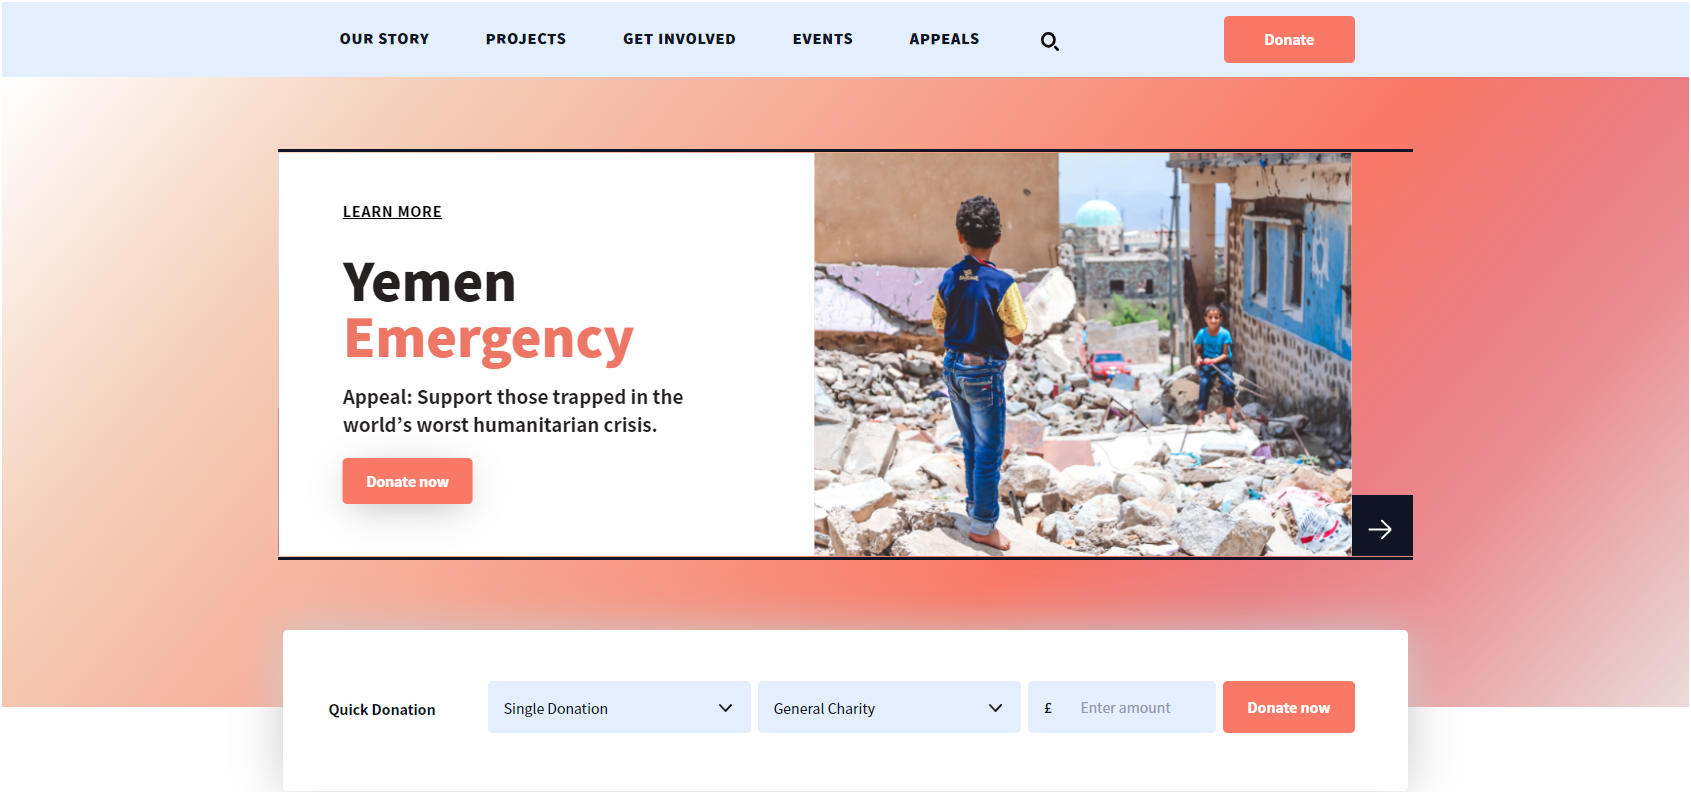 OUR STORY PROJECTS GET INVOLVED EVENTS APPEALS Donate
LEARN MORE
Yemen
Emergency
Appeal: Support those trapped in the
world’s worst humanitarian crisis.
Donate now
Quick Donation Single Donation General Charity £ Enter amount Donate now